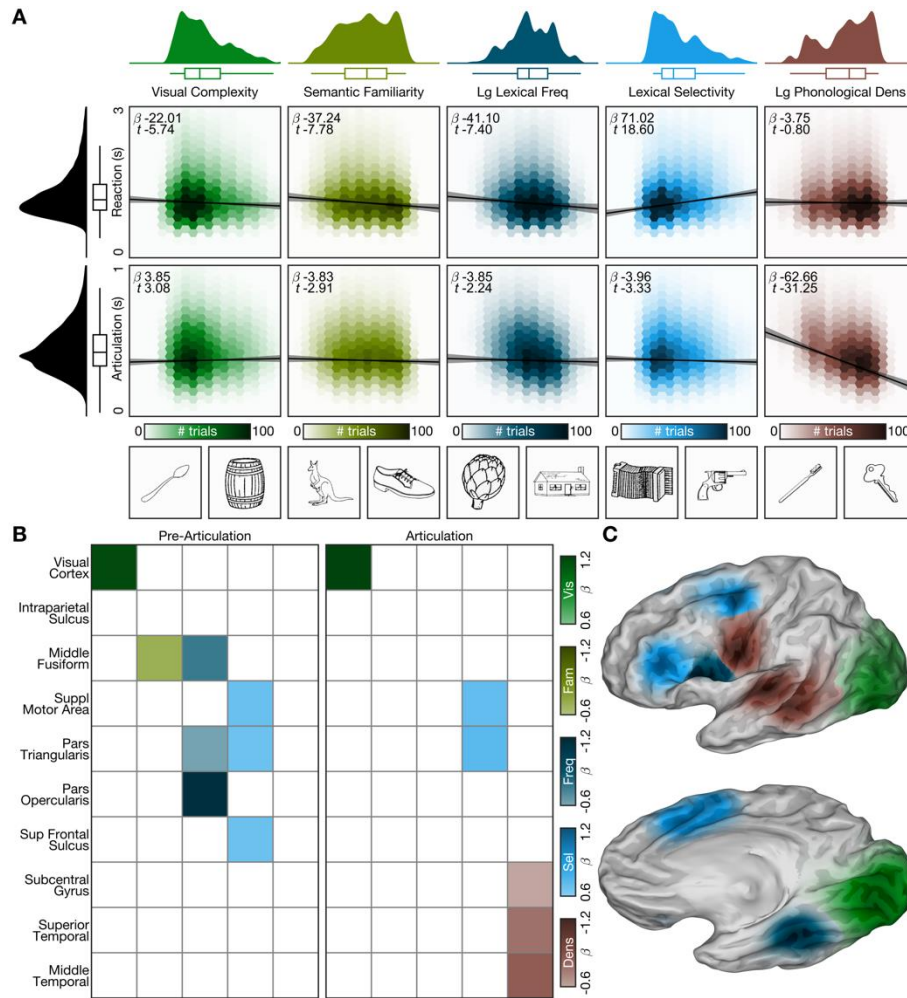 A
Visual Complexity
Semantic Familiarity
Lg Lexical Freq
Lexical Selectivity
Lg Phonological Dens
Reaction (s)
3
0
β -22.01
t -5.74
β -37.24
t -7.78
β -41.10
t -7.40
β 71.02
t 18.60
β -3.75
t -0.80
Articulation (s)
1
0
β 3.85
t 3.08
β -3.83
t -2.91
β -3.85
t -2.24
β -3.96
t -3.33
β -62.66
t -31.25
0 # trials 100
0 # trials 100
0 # trials 100
0 # trials 100
0 # trials 100
B
Pre-Articulation
Articulation
Visual
Cortex
Intraparietal
Sulcus
Middle
Fusiform
Suppl
Motor Area
Pars
Triangularis
Pars
Opercularis
Sup Frontal
Sulcus
Subcentral
Gyrus
Superior
Temporal
Middle
Temporal
Vis
0.6 β 1.2
Fam
-0.6 β -1.2
Freq
-0.6 β -1.2
Sel
0.6 β 1.2
Dens
-0.6 β -1.2
C